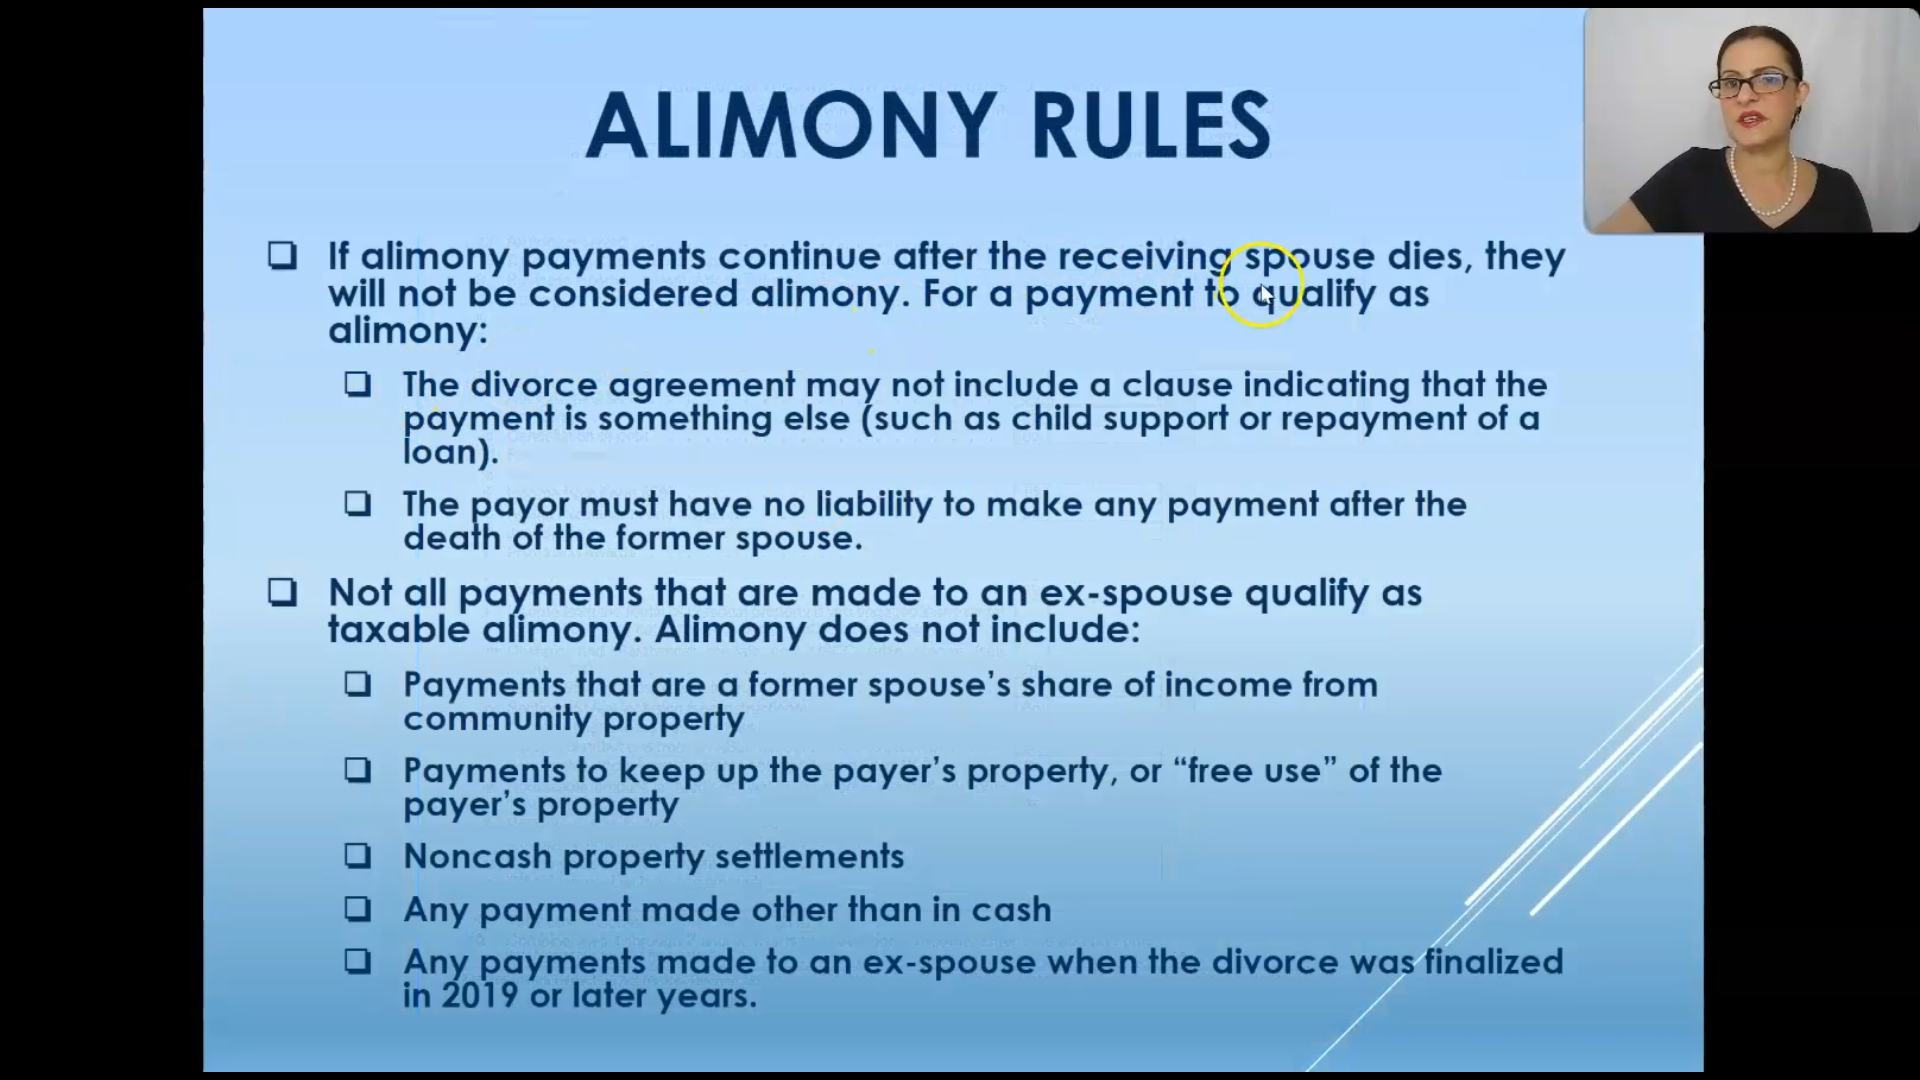 ALIMONY RULES
If alimony payments continue after the receiving spouse dies, they
will not be considered alimony. For a payment to qualify as
alimony:
The divorce agreement may not include a clause indicating that the
payment is something else (such as child support or repayment of a
loan).
The payor must have no liability to make any payment after the
death of the former spouse.
Not all payments that are made to an ex-spouse qualify as
taxable alimony. Alimony does not include:
Payments that are a former spouse’s share of income from
community property
Payments to keep up the payer’s property, or “free use” of the
payer’s property
Noncash property settlements
Any payment made other than in cash
Any payments made to an ex-spouse when the divorce was finalized
in 2019 or later years.